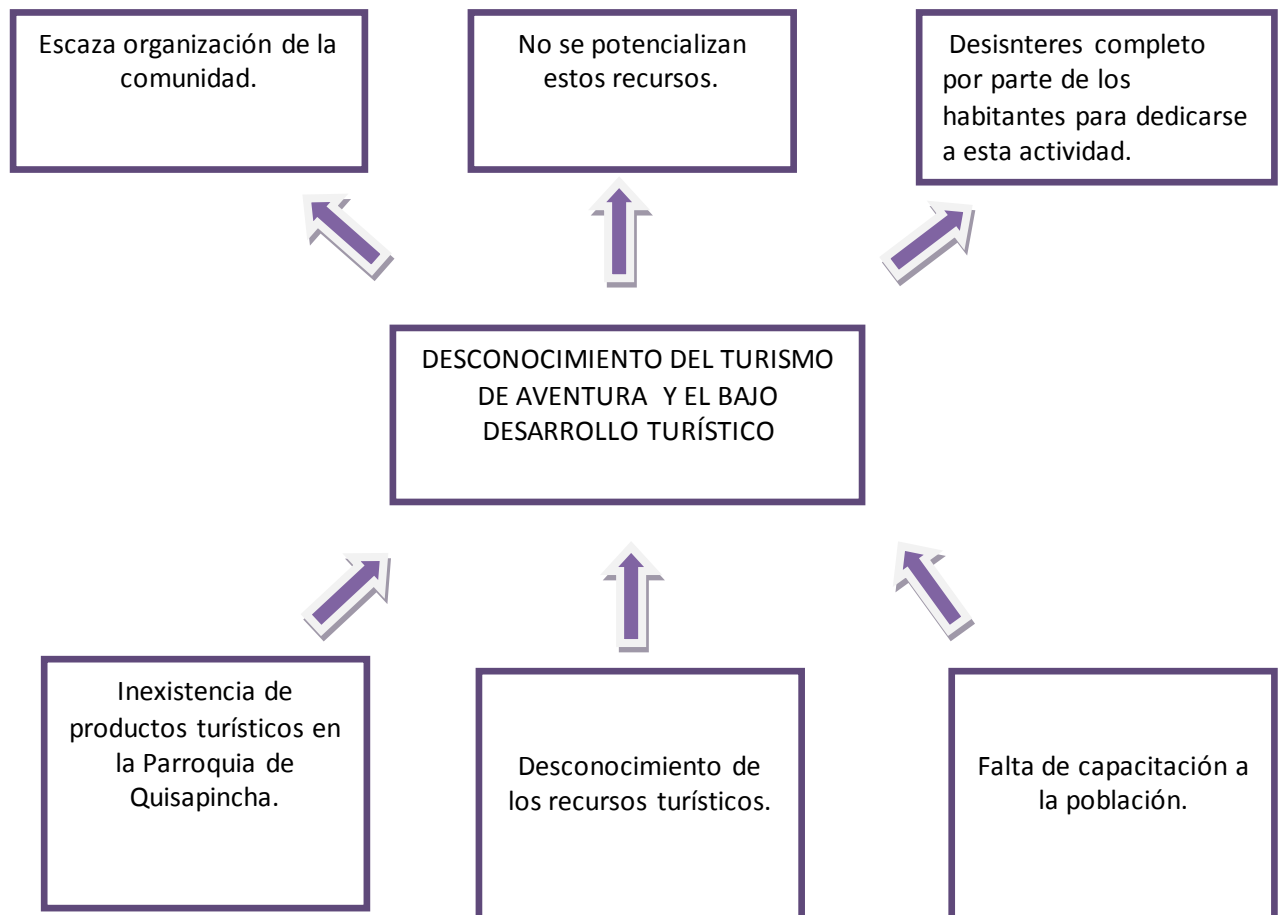 Escaza organización de la
comunidad.
No se potencializan
estos recursos.
Desisnteres completo
por parte de los
habitantes para dedicarse
a esta actividad.
DESCONOCIMIENTO DEL TURISMO
DE AVENTURA Y EL BAJO
DESARROLLO TURÍSTICO
Inexistencia de
productos turísticos en
la Parroquia de
Quisapincha.
Desconocimiento de
los recursos turísticos.
Falta de capacitación a
la población.